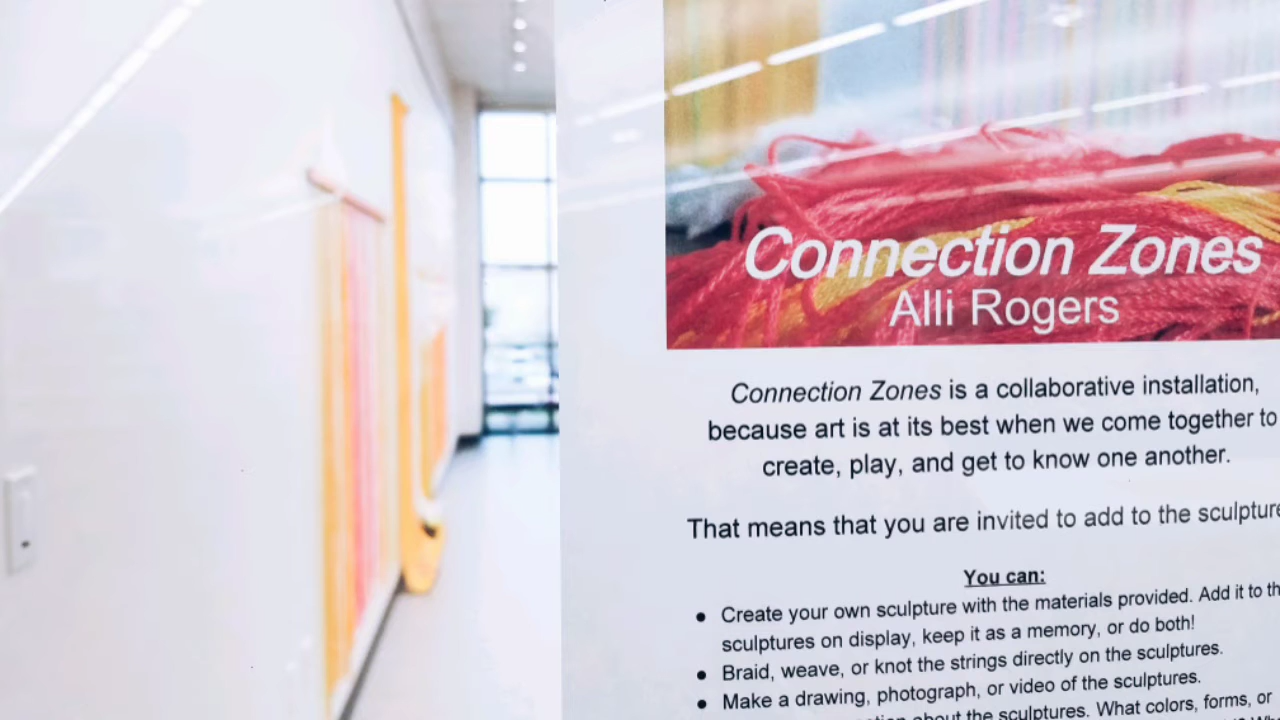 Connection Zones
Alli Rogers
Connection Zones is a collaborative installation,
because art is at its best when we come together to
create, play, and get to know one another.
That means that you are invited to add to the sculpture
You can:
• Create your own sculpture with the materials provided. Add it to th
sculptures on display, keep it as a memory, or do both!
• Braid, weave, or knot the strings directly on the sculptures.
• Make a drawing, photograph, or video of the sculptures.
about the sculptures. What colors, forms, or